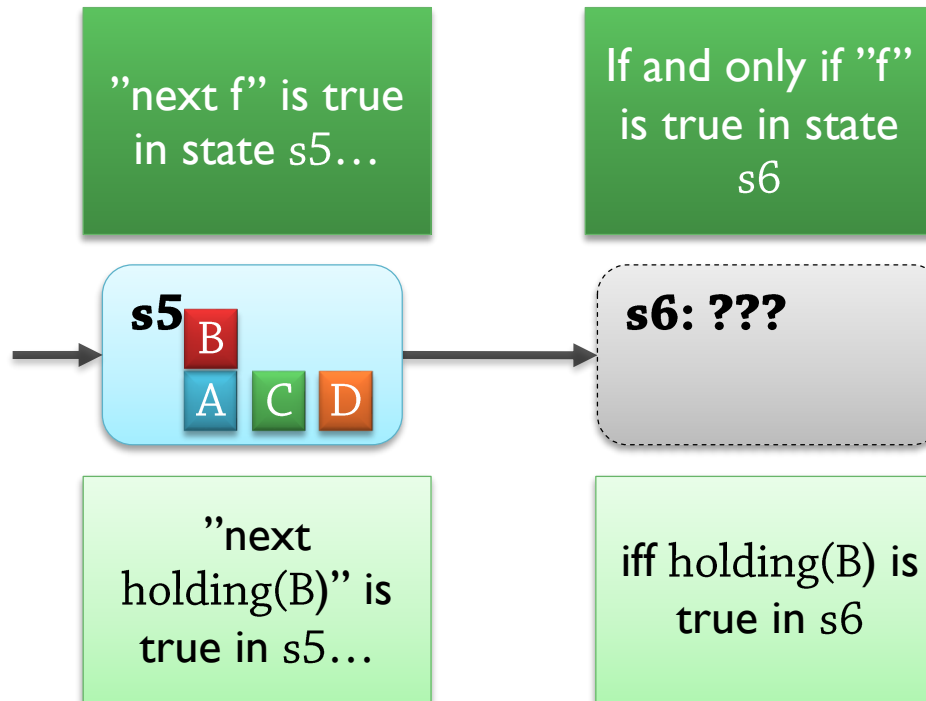 ”next f” is true
in state s5…
If and only if ”f”
is true in state
s6
s5
B
A C D
s6: ???
”next
holding(B)” is
true in s5…
iff holding(B) is
true in s6